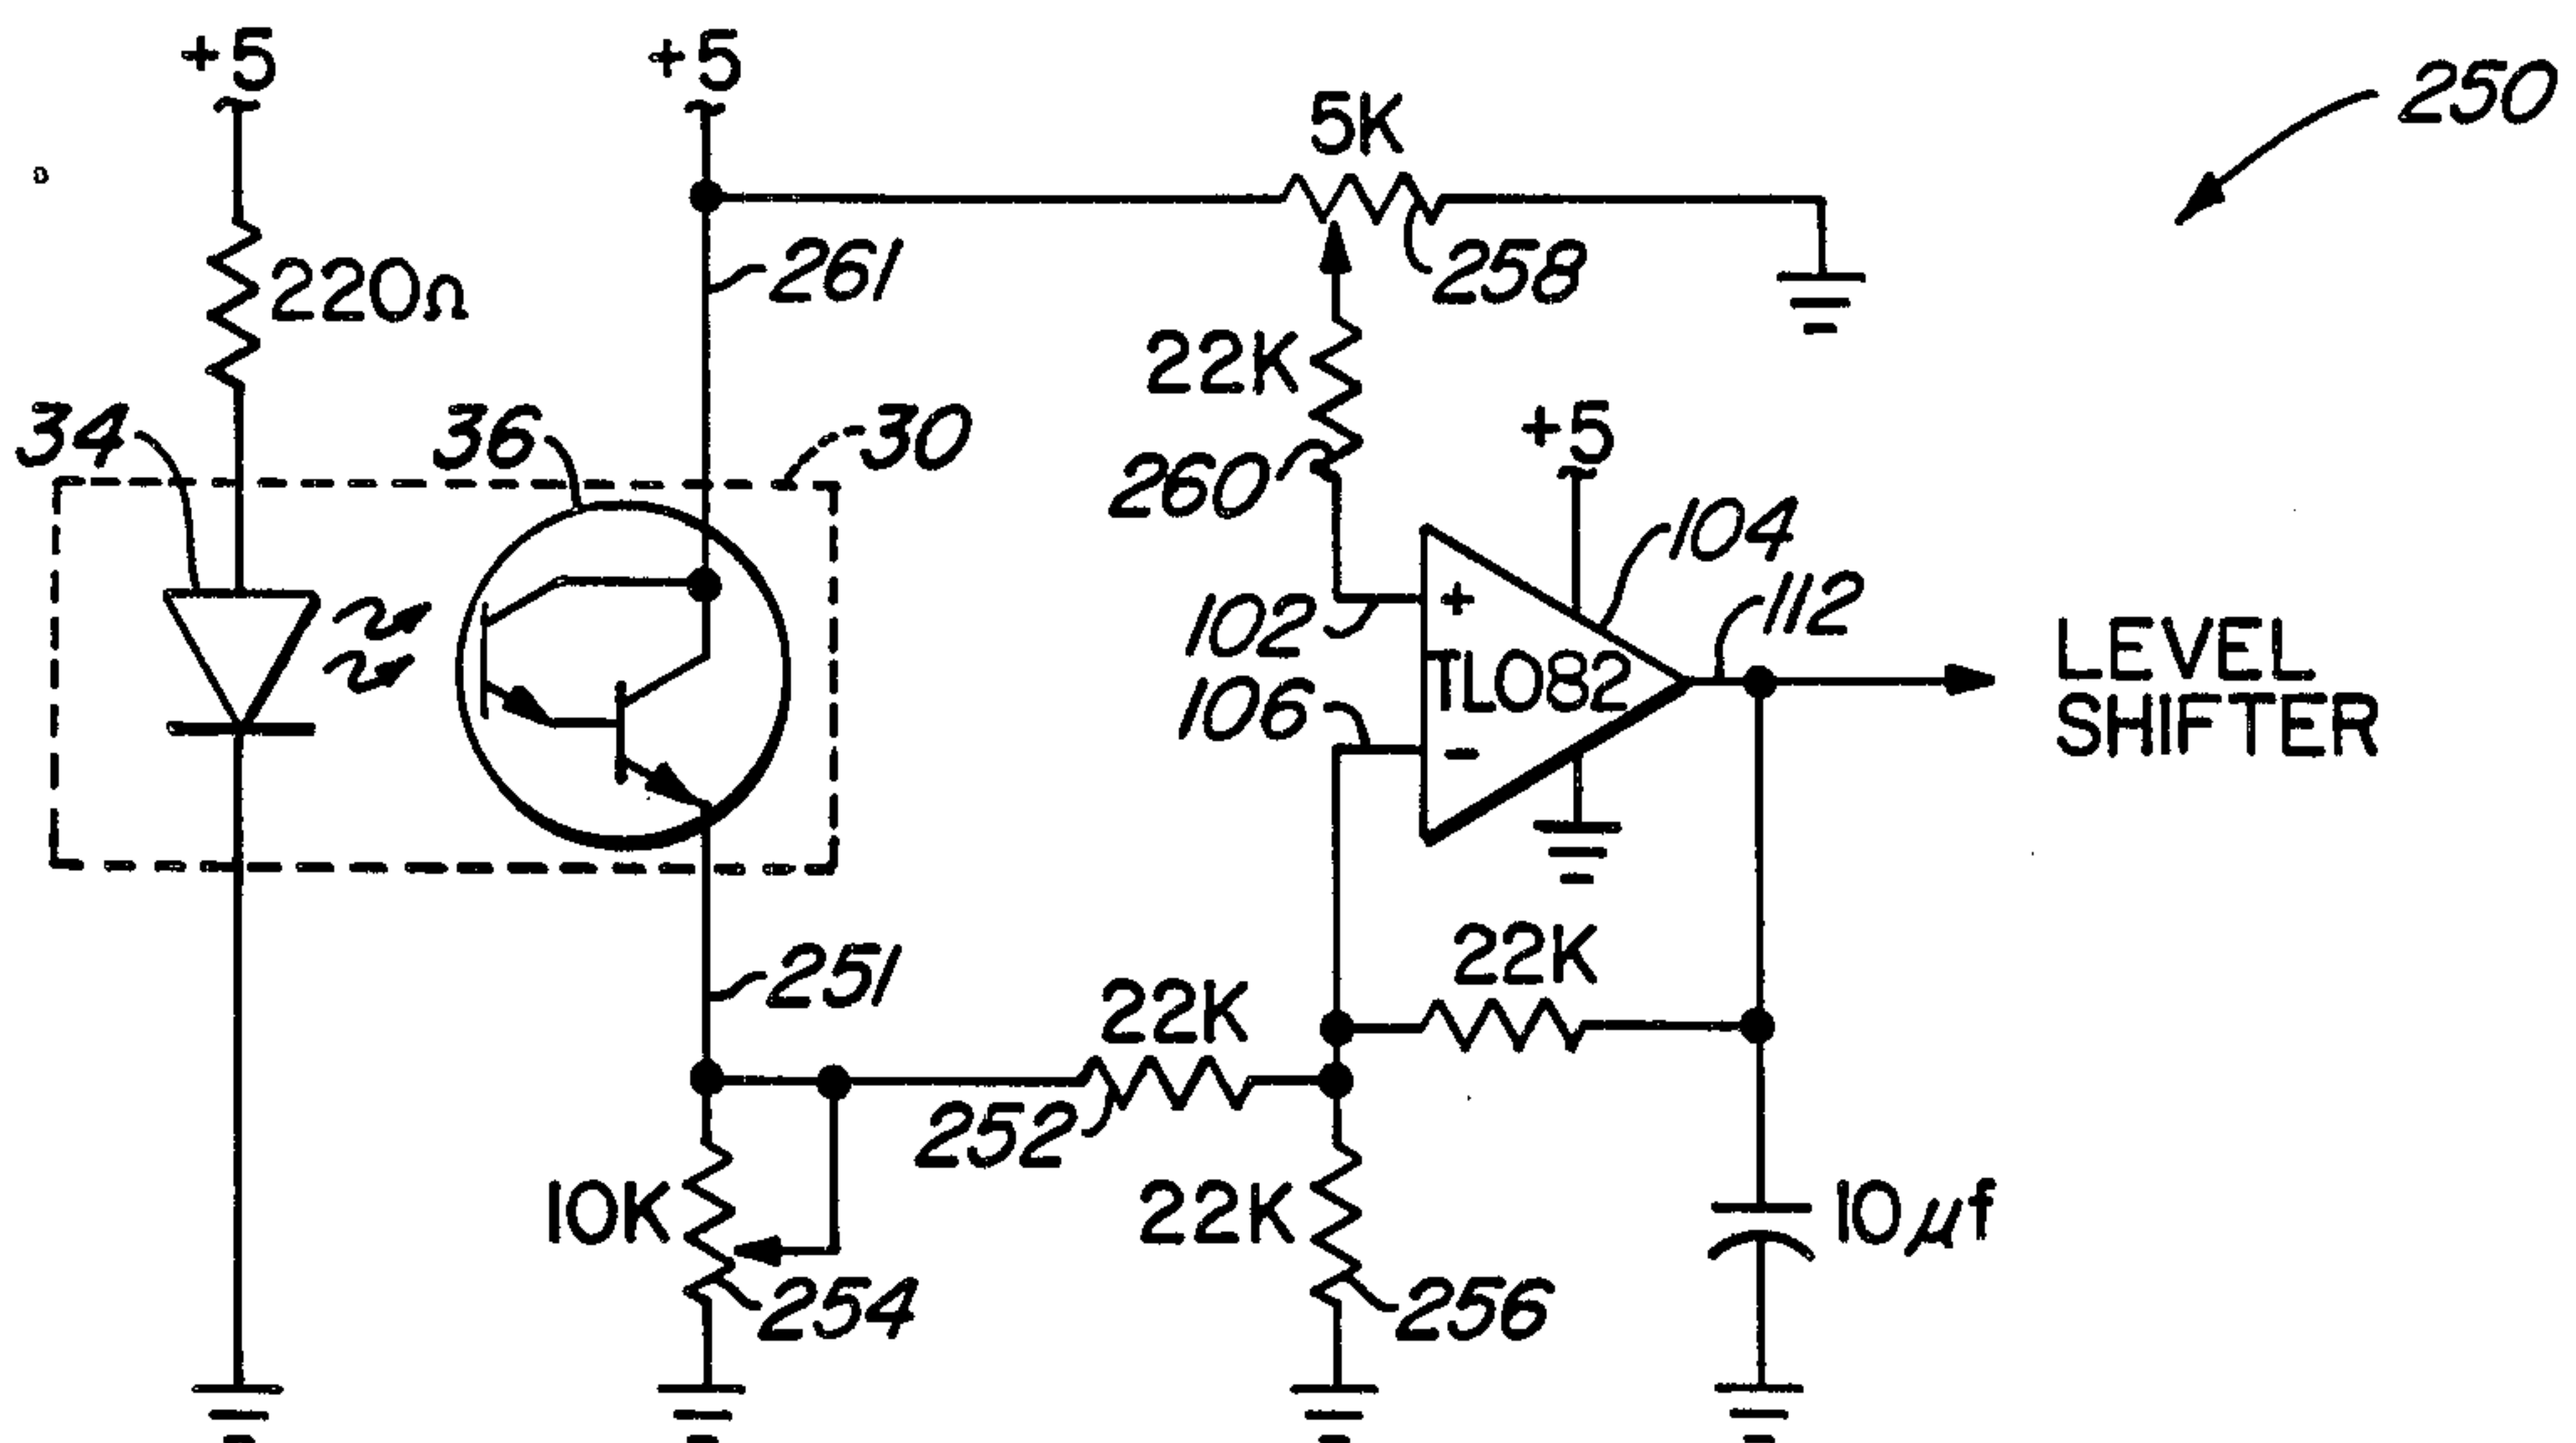 +5
+5
5K
250
220Ω
261
258
22K
34
36
30
+5
260
104
102
+
112
TL082
LEVEL
SHIFTER
106
-
251
22K
22K
252
10K
22K
10µf
254
256